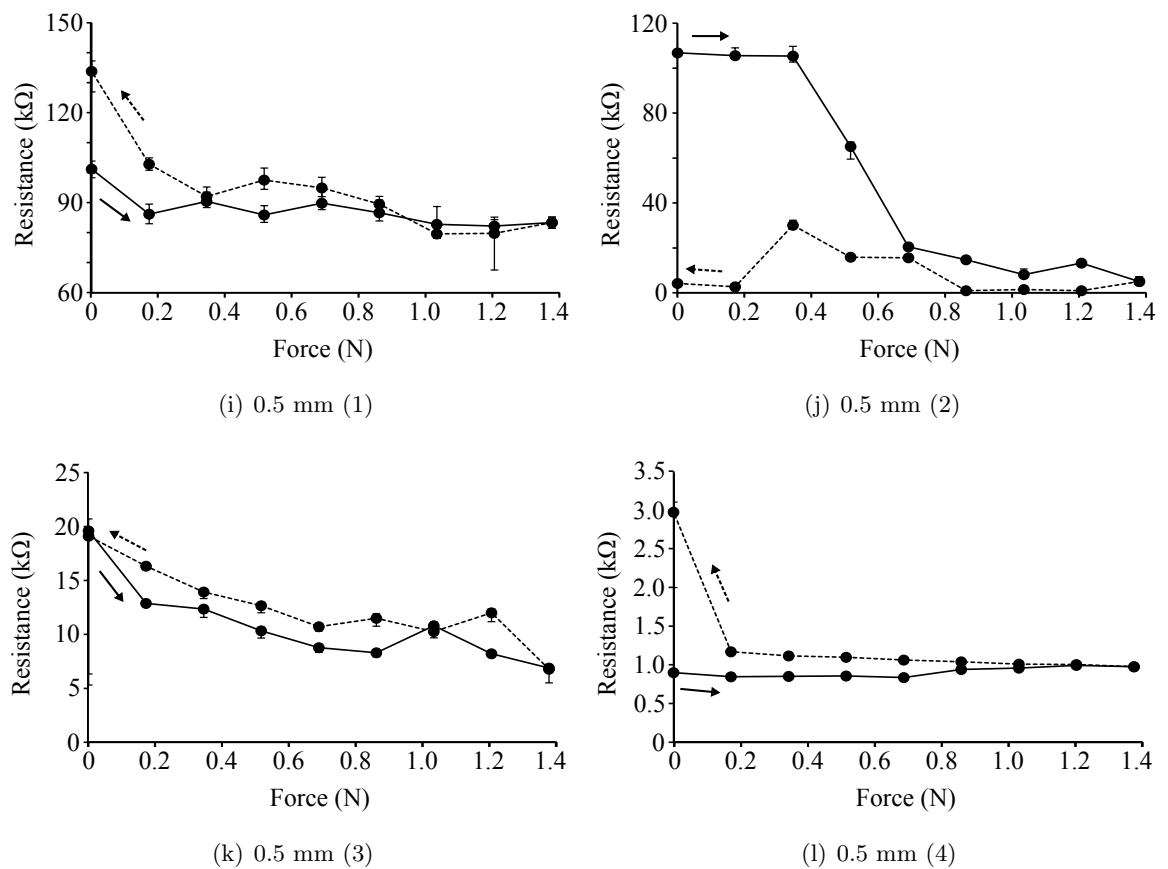 150
120
90
60
Resistance (kΩ)
0 0.2 0.4 0.6 0.8 1.0 1.2 1.4
Force (N)
(i) 0.5 mm (1)
120
80
40
0
Resistance (kΩ)
0 0.2 0.4 0.6 0.8 1.0 1.2 1.4
Force (N)
(j) 0.5 mm (2)
25
20
15
10
5
0
Resistance (kΩ)
0 0.2 0.4 0.6 0.8 1.0 1.2 1.4
Force (N)
(k) 0.5 mm (3)
3.5
3.0
2.5
2.0
1.5
1.0
0.5
0
Resistance (kΩ)
0 0.2 0.4 0.6 0.8 1.0 1.2 1.4
Force (N)
(l) 0.5 mm (4)